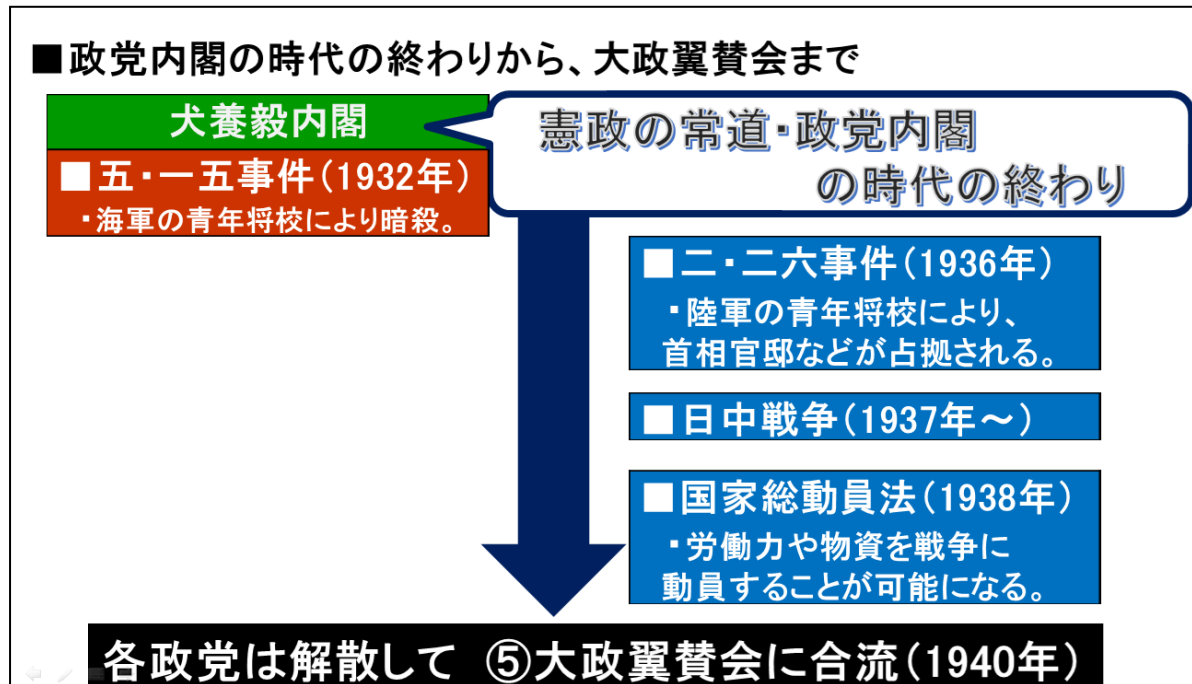 ■政党内閣の時代の終わりから、大政翼賛会まで
犬養毅内閣
憲政の常道・政党内閣
の時代の終わり
■五・一五事件(1932年)
・海軍の青年将校により暗殺。
■二・二六事件(1936年)
・陸軍の青年将校により、
首相官邸などが占拠される。
■日中戦争(1937年~)
■国家総動員法(1938年)
・労働力や物資を戦争に
動員することが可能になる。
各政党は解散して ⑤大政翼賛会に合流(1940年)